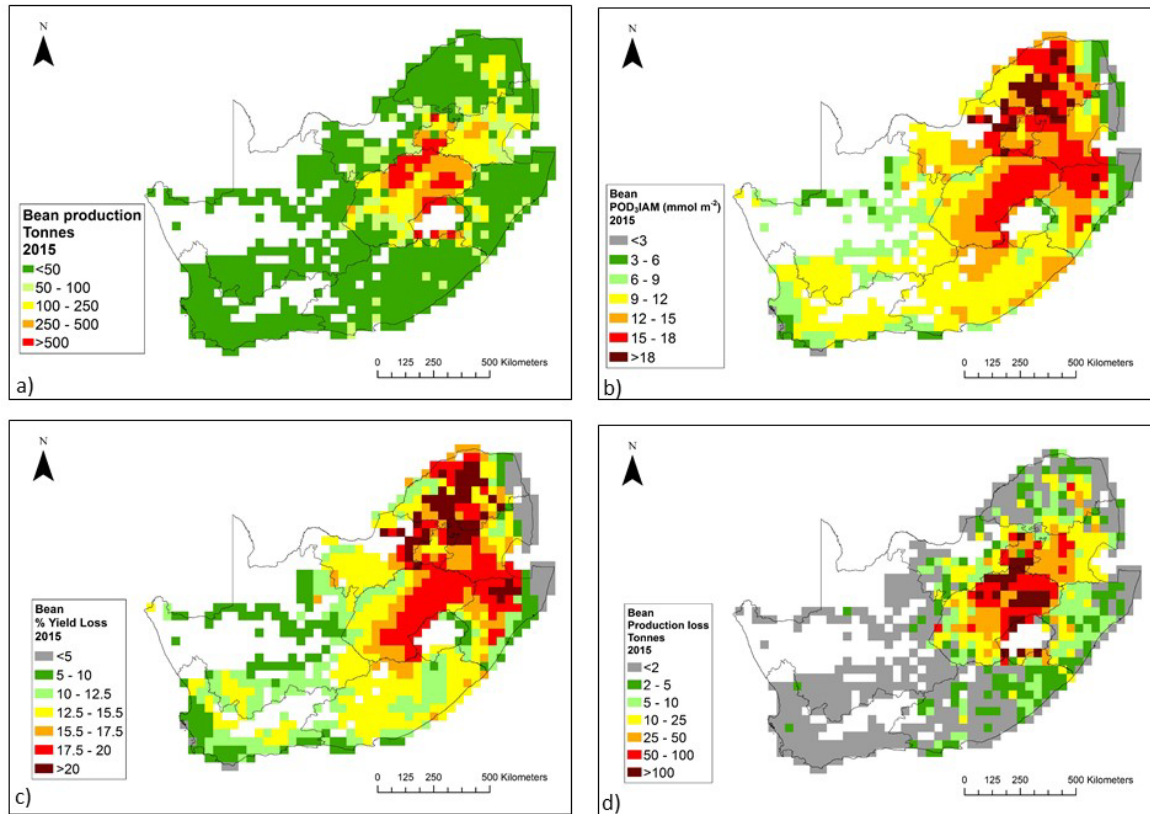 N
Bean production
Tonnes
2015
<50
50 - 100
100 - 250
250 - 500
>500
0 125 250 500 Kilometers
a)
N
Bean
POD₃IAM (mmol m⁻²)
2015
<3
3 - 6
6 - 9
9 - 12
12 - 15
15 - 18
>18
0 125 250 500 Kilometers
b)
N
Bean
% Yield Loss
2015
<5
5 - 10
10 - 12.5
12.5 - 15.5
15.5 - 17.5
17.5 - 20
>20
0 125 250 500 Kilometers
c)
N
Bean
Production loss
Tonnes
2015
<2
2 - 5
5 - 10
10 - 25
25 - 50
50 - 100
>100
0 125 250 500 Kilometers
d)